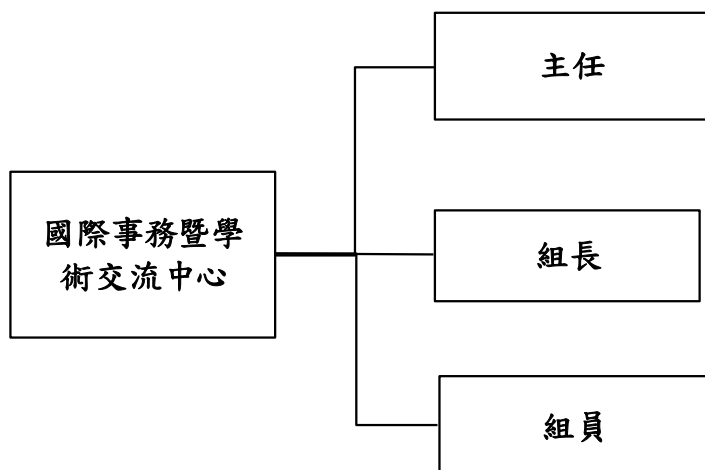 國際事務暨學
術交流中心
主任
組長
組員